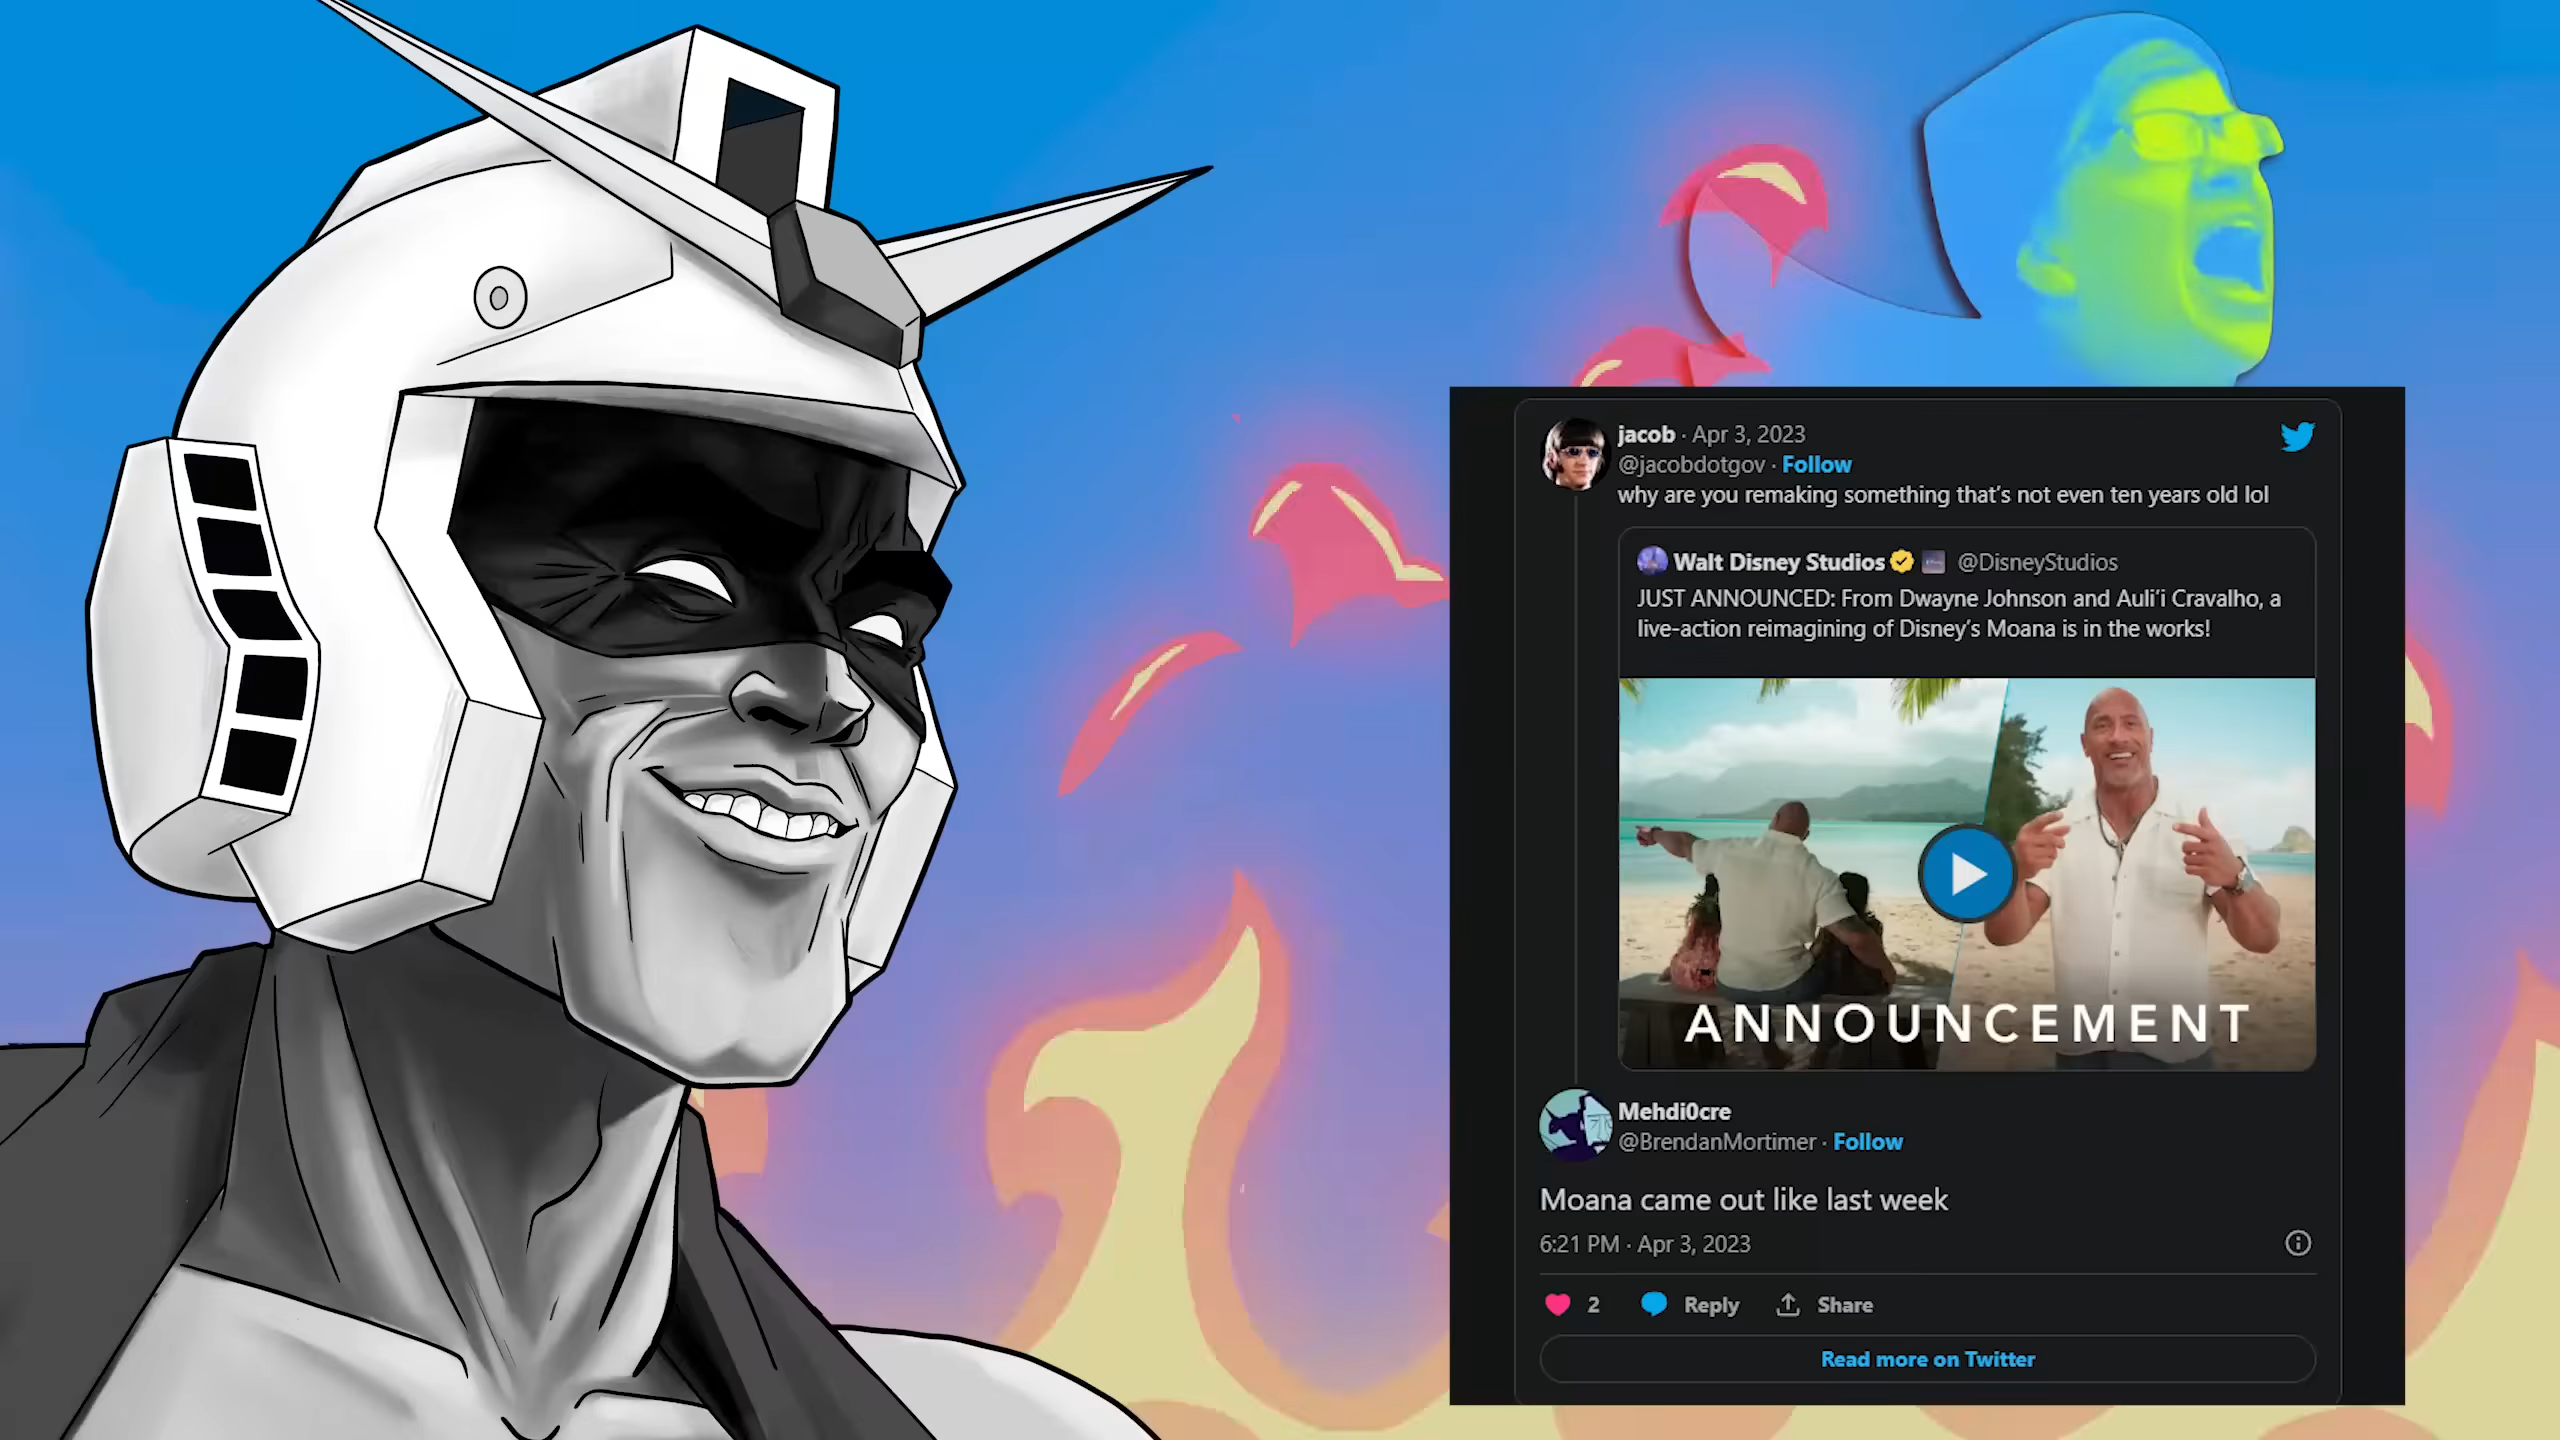 jacob · Apr 3, 2023
@jacobdotgov · Follow
why are you remaking something that’s not even ten years old lol
Walt Disney Studios @DisneyStudios
JUST ANNOUNCED: From Dwayne Johnson and Auli’i Cravalho, a
live-action reimagining of Disney’s Moana is in the works!
ANNOUNCEMENT
Mehdi0cre
@BrendanMortimer · Follow
Moana came out like last week
6:21 PM · Apr 3, 2023
2 Reply Share
Read more on Twitter